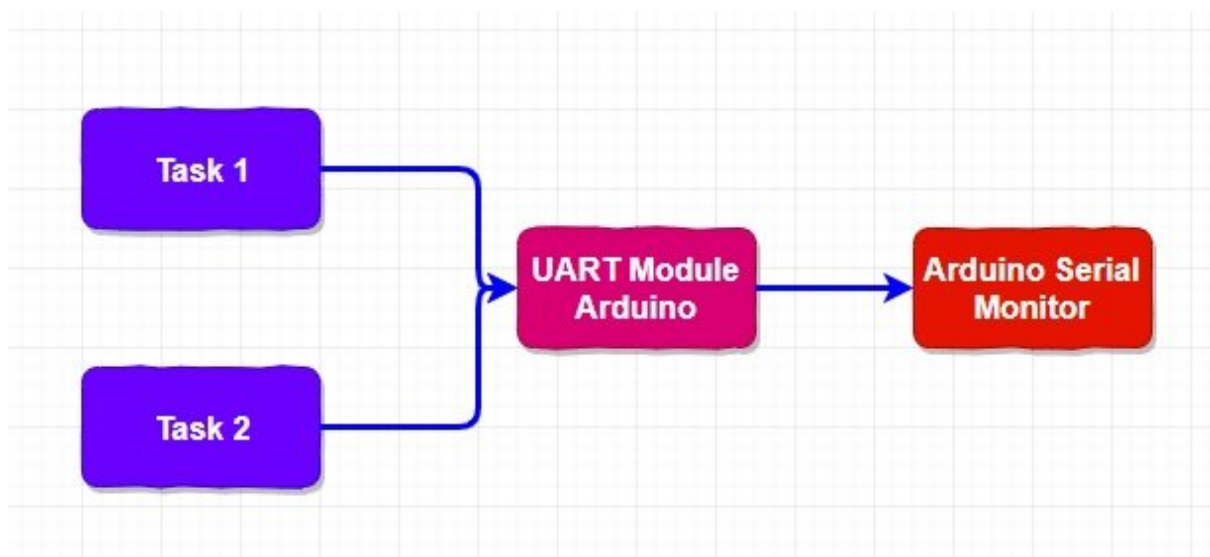 Task 1
UART Module
Arduino
Arduino Serial
Monitor
Task 2